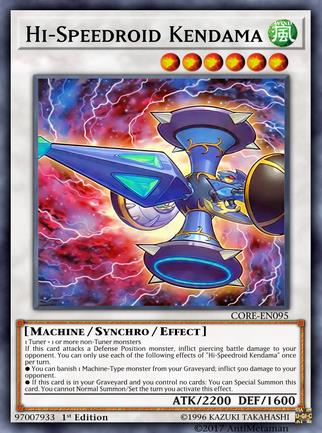 HI-SPEEDROID KENDAMA
WIND
風
CORE-EN095
[MACHINE / SYNCHRO / EFFECT]
1 Tuner + 1 or more non-Tuner monsters
If this card attacks a Defense Position monster, inflict piercing battle damage to your
opponent. You can only use each of the following effects of "Hi-Speedroid Kendama" once
per turn.
● You can banish 1 Machine-Type monster from your Graveyard; inflict 500 damage to your
opponent.
● If this card is in your Graveyard and you control no cards: You can Special Summon this
card. You cannot Normal Summon/Set the turn you activate this effect.
ATK/2200 DEF/1600
97007933 1st Edition ©1996 KAZUKI TAKAHASHI
©2017 AntiMetaman